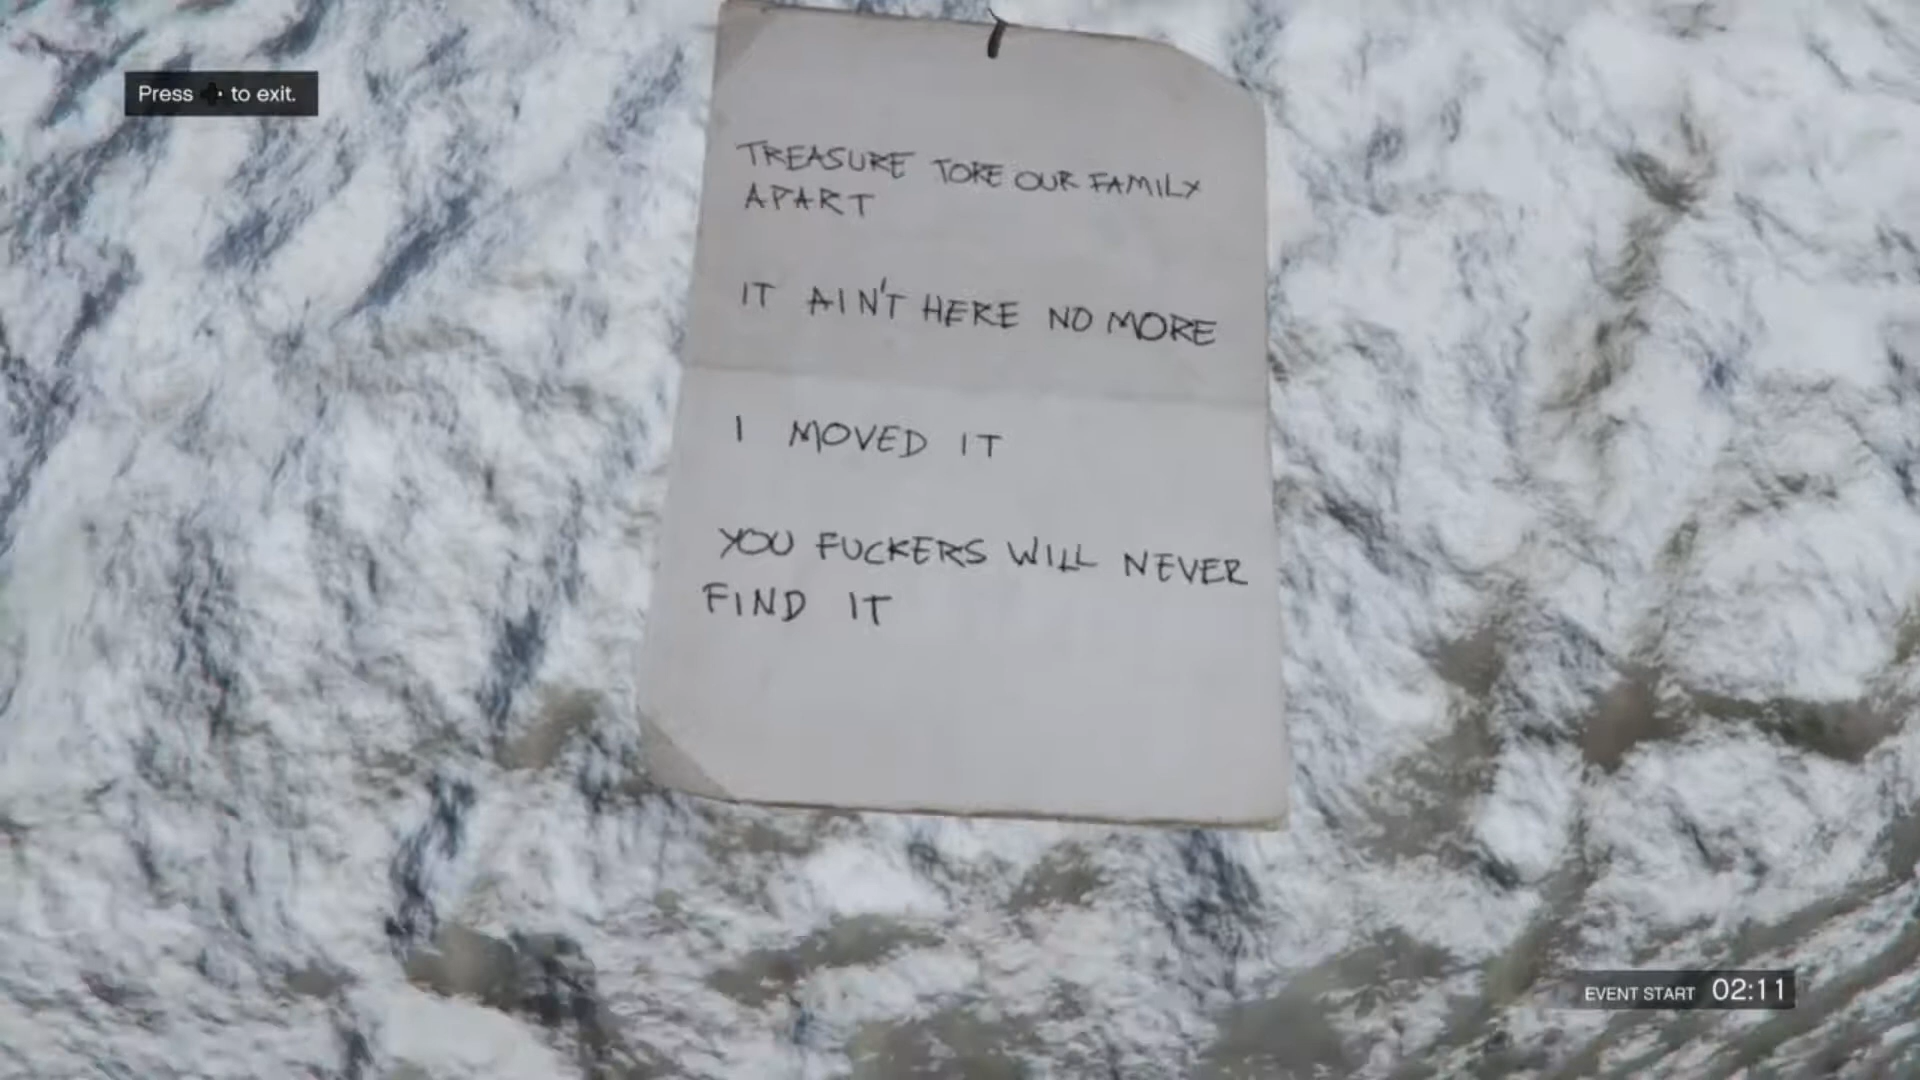 Press to exit.
TREASURE TORE OUR FAMILY
APART
IT AIN'T HERE NO MORE
I MOVED IT
YOU FUCKERS WILL NEVER
FIND IT
EVENT START 02:11